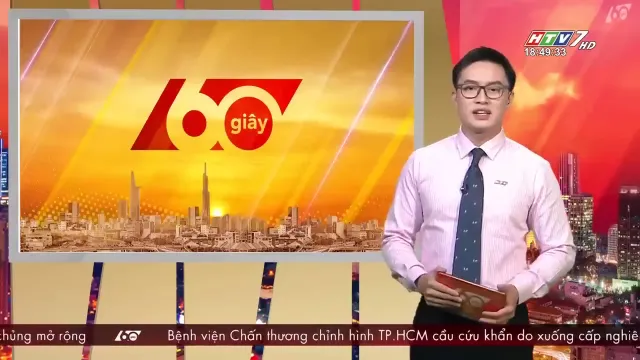 HTV7 HD
18:49:33
60 giây
chủng mở rộng
60 Bệnh viện Chấn thương chỉnh hình TP.HCM cầu cứu khẩn do xuống cấp nghiê